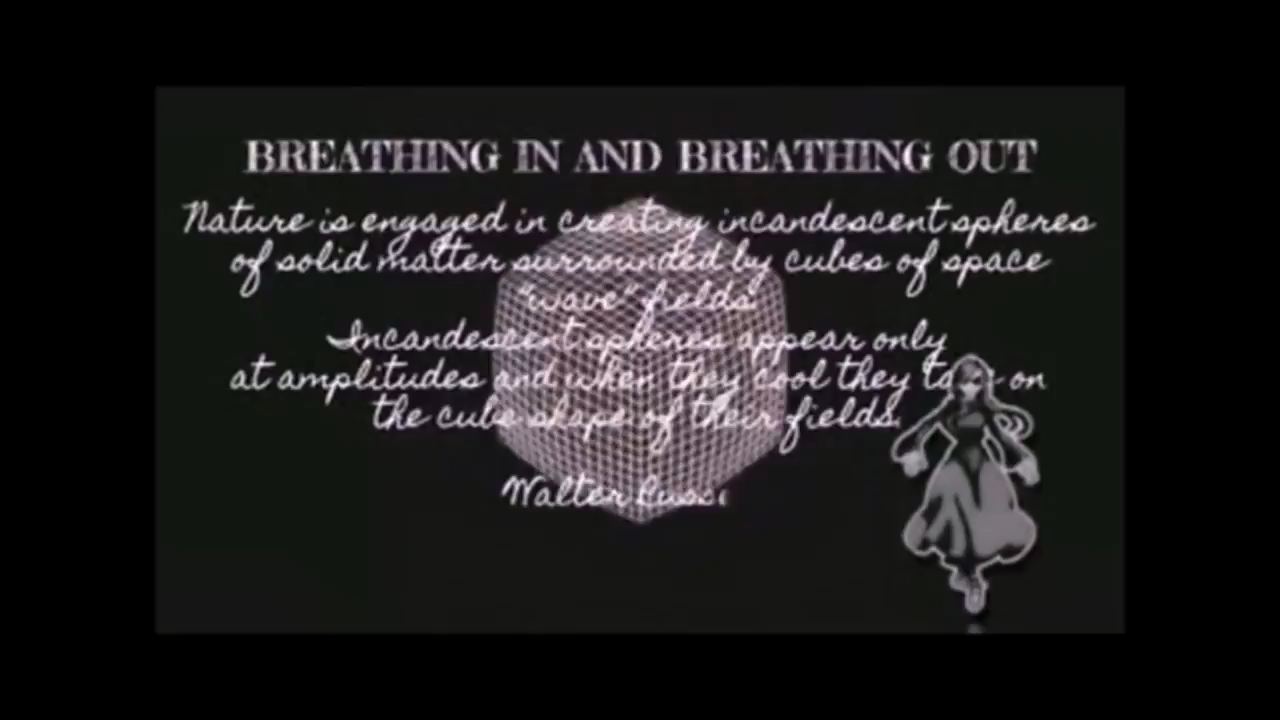 BREATHING IN AND BREATHING OUT
Nature is engaged in creating incandescent spheres
of solid matter surrounded by cubes of space
"wave" fields.
Incandescent spheres appear only
at amplitudes and when they cool they on
the cube shape of their fields.
Walter